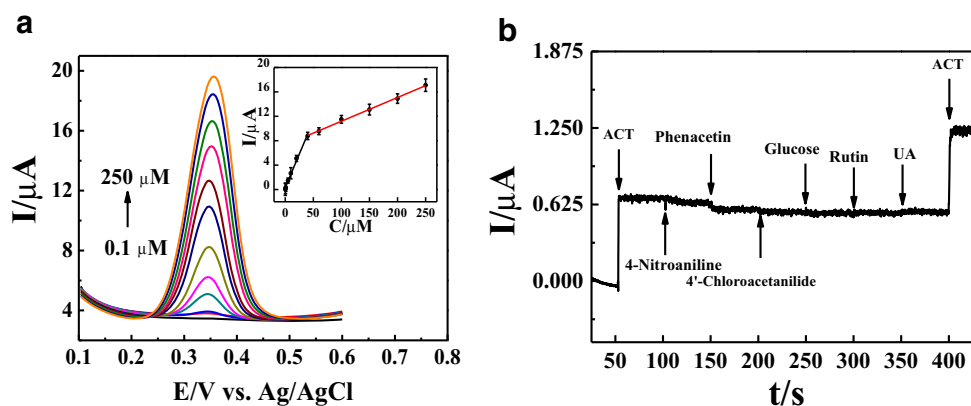 a
I/μA
20
16
12
8
4
250 μM
0.1 μM
0.1 0.2 0.3 0.4 0.5 0.6 0.7 0.8
E/V vs. Ag/AgCl
I/μA
16
12
8
4
0
0 50 100 150 200 250
C/μM
b
I/μA
1.875
1.250
0.625
0.000
ACT
Phenacetin
Glucose
Rutin
UA
ACT
4-Nitroaniline
4'-Chloroacetanilide
50 100 150 200 250 300 350 400
t/s